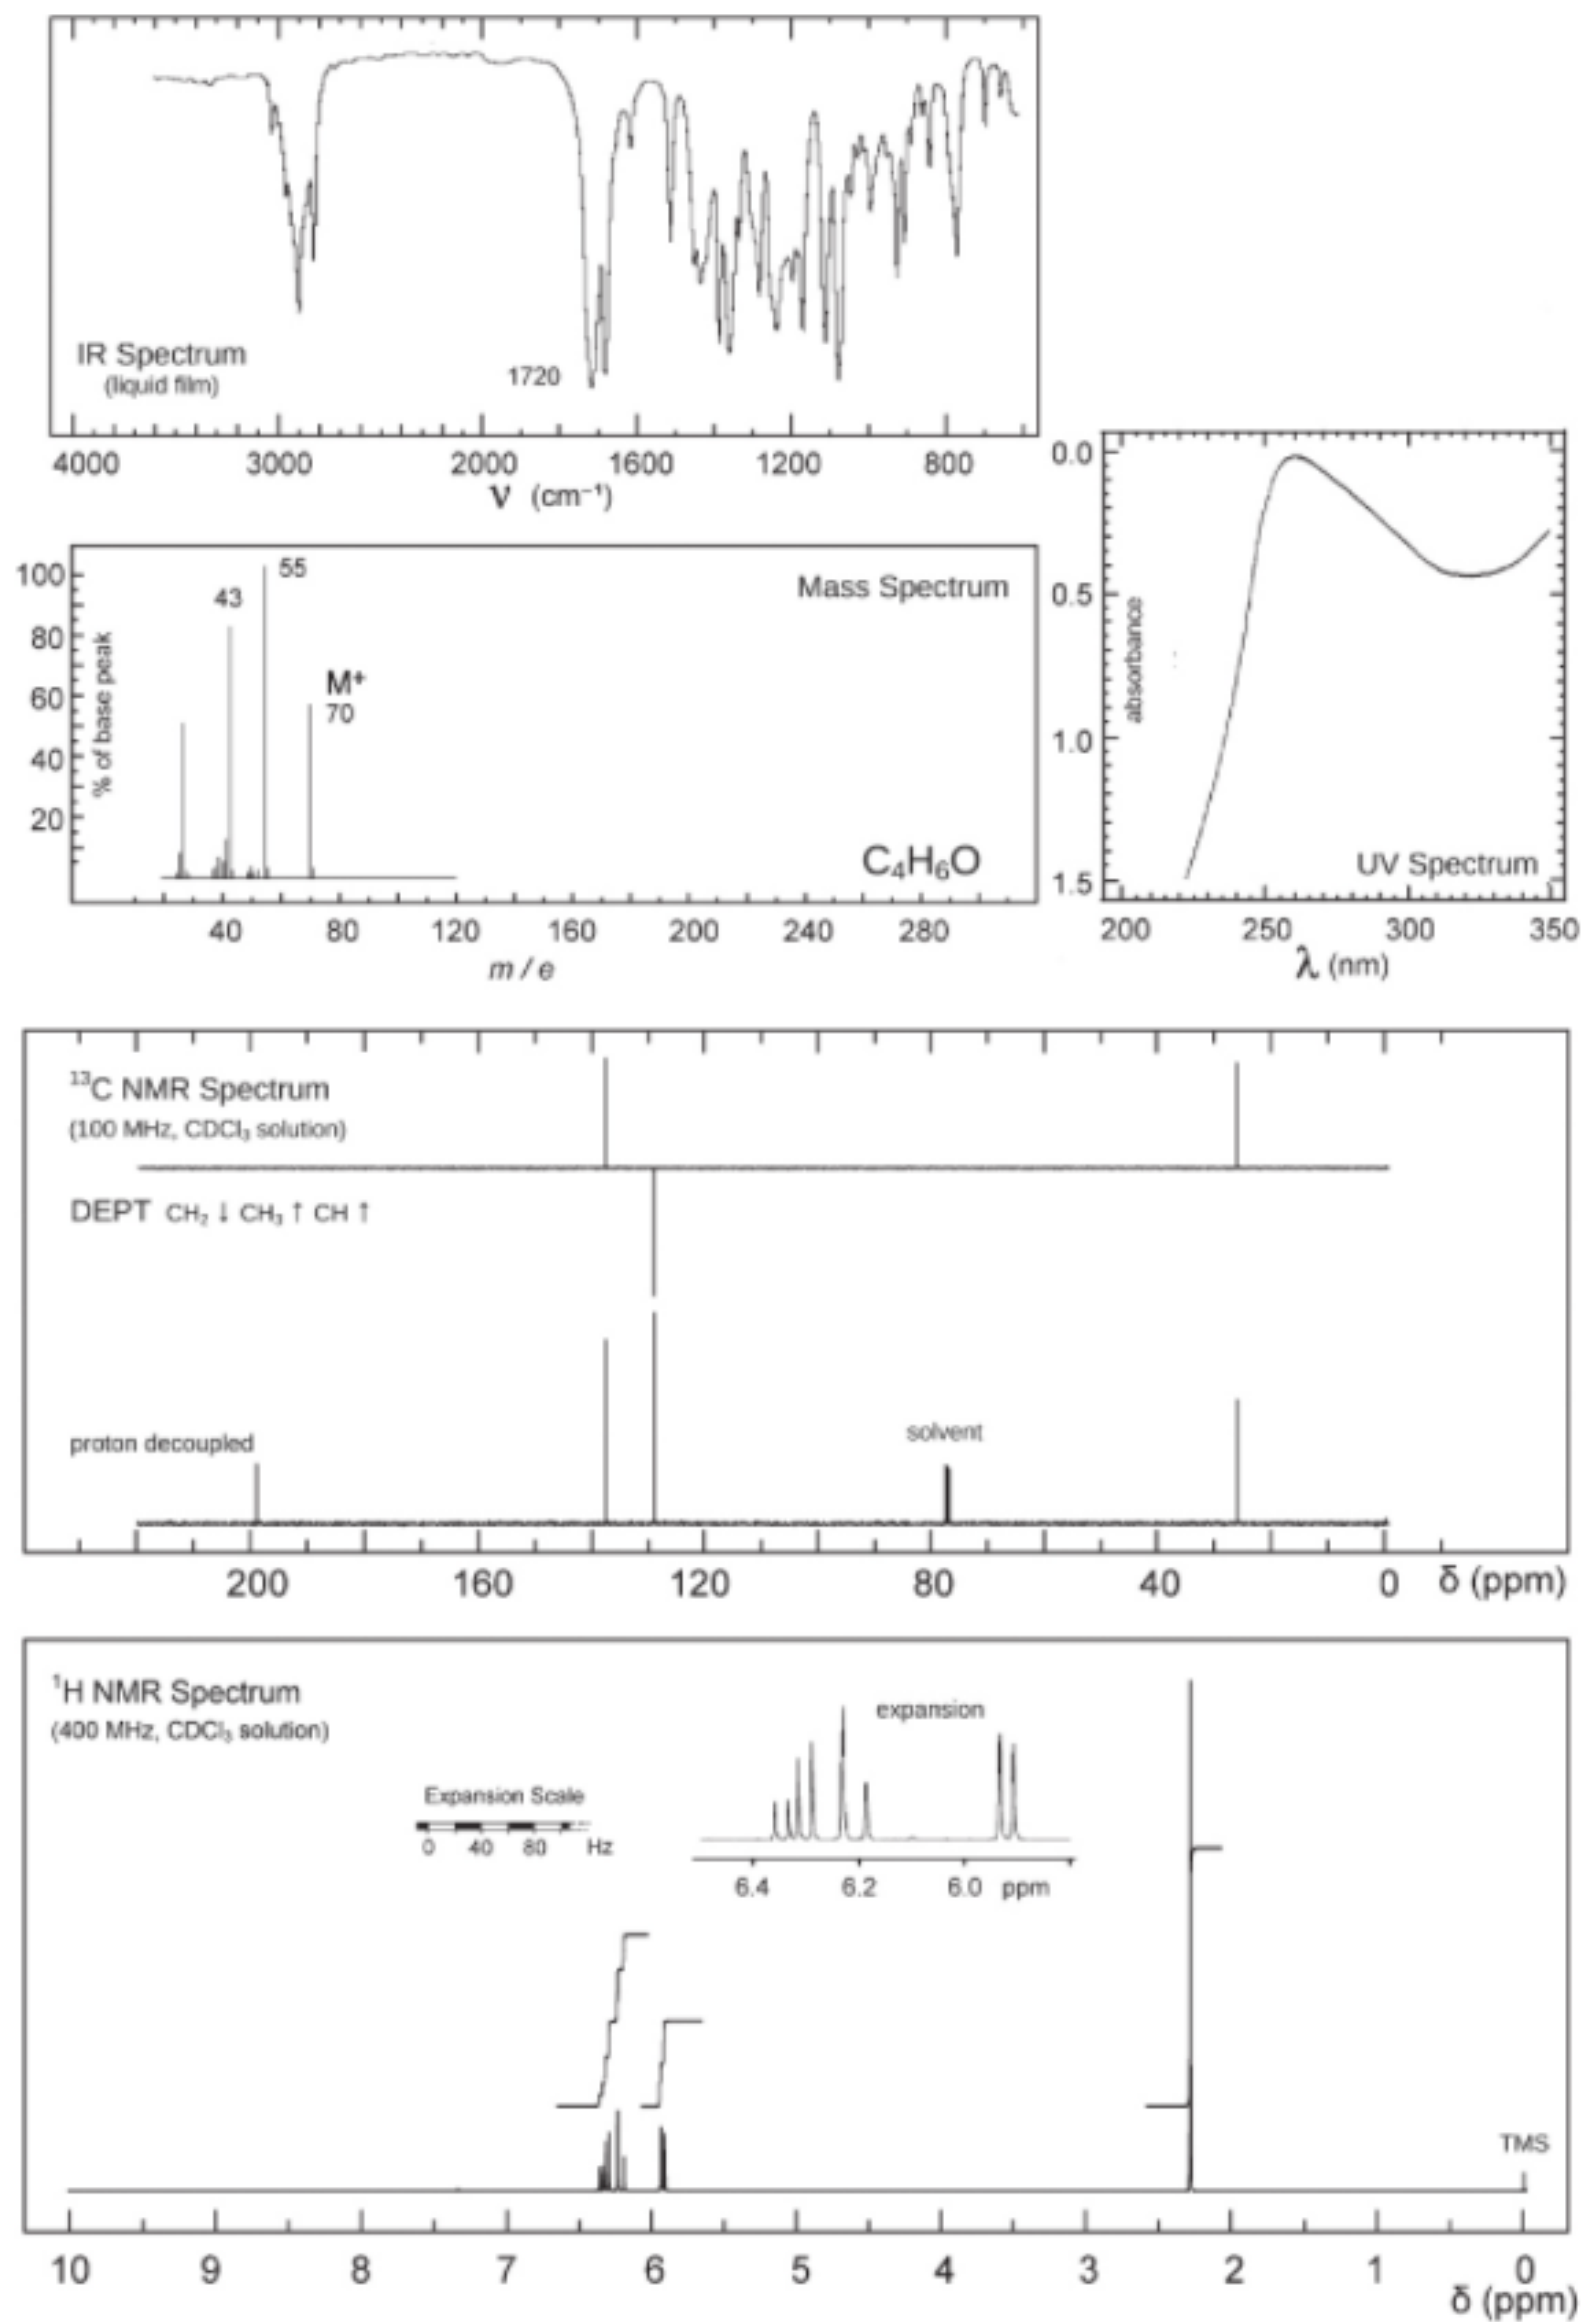 IR Spectrum
(liquid film)
1720
4000 3000 2000 1600 1200 800
ν (cm⁻¹)
100
80
60
40
20
% of base peak
43
55
M⁺
70
Mass Spectrum
C₄H₆O
40 80 120 160 200 240 280
m / e
0.0
0.5
1.0
1.5
absorbance
UV Spectrum
200 250 300 350
λ (nm)
¹³C NMR Spectrum
(100 MHz, CDCl₃ solution)
DEPT CH₂ ↓ CH₃ ↑ CH ↑
proton decoupled
solvent
200 160 120 80 40 0 δ (ppm)
¹H NMR Spectrum
(400 MHz, CDCl₃ solution)
expansion
Expansion Scale
0 40 80 Hz
6.4 6.2 6.0 ppm
TMS
10 9 8 7 6 5 4 3 2 1 0
δ (ppm)